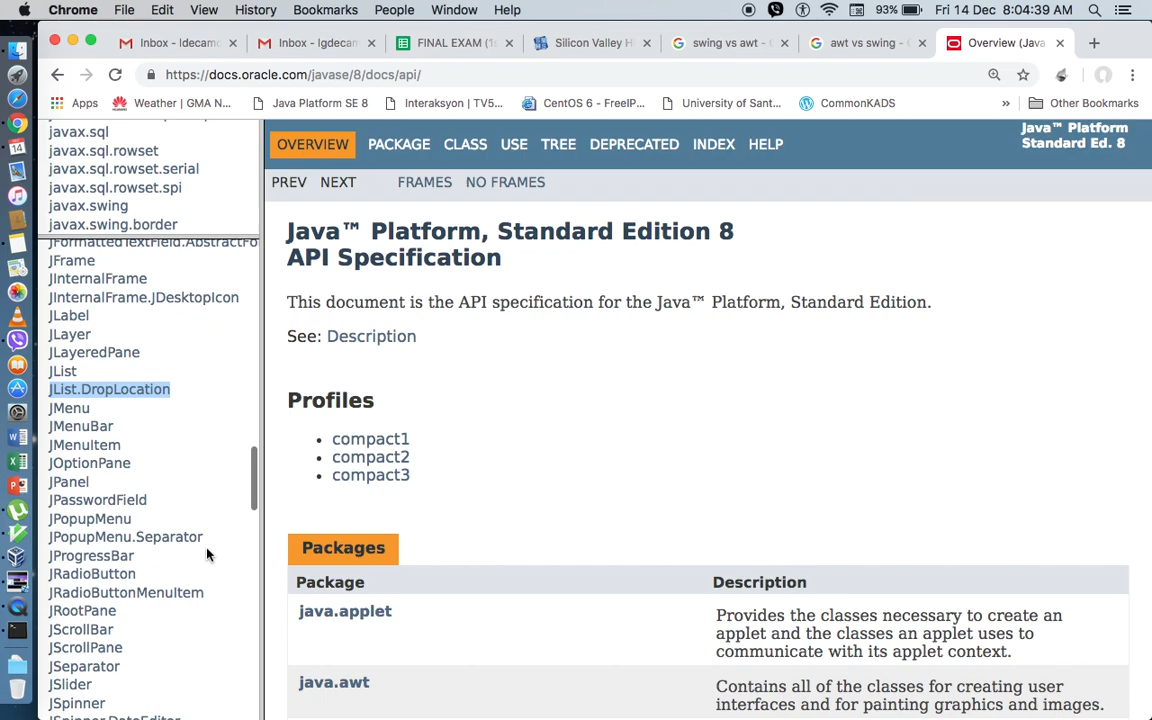 Chrome File Edit View History Bookmarks People Window Help 93% Fri 14 Dec 8:04:39 AM
Inbox - ldecam Inbox - lgdecam FINAL EXAM (1s Silicon Valley H swing vs awt - awt vs swing - Overview (Java
https://docs.oracle.com/javase/8/docs/api/
Apps Weather | GMA N... Java Platform SE 8 Interaksyon | TV5... CentOS 6 - FreeIP... University of Sant... CommonKADS » Other Bookmarks
javax.sql
javax.sql.rowset
javax.sql.rowset.serial
javax.sql.rowset.spi
javax.swing
javax.swing.border
JFormattedTextField.AbstractFo
JFrame
JInternalFrame
JInternalFrame.JDesktopIcon
JLabel
JLayer
JLayeredPane
JList
JList.DropLocation
JMenu
JMenuBar
JMenuItem
JOptionPane
JPanel
JPasswordField
JPopupMenu
JPopupMenu.Separator
JProgressBar
JRadioButton
JRadioButtonMenuItem
JRootPane
JScrollBar
JScrollPane
JSeparator
JSlider
JSpinner
JSpinner.DateEditor
OVERVIEW PACKAGE CLASS USE TREE DEPRECATED INDEX HELP
Java™ Platform
Standard Ed. 8
PREV NEXT FRAMES NO FRAMES
Java™ Platform, Standard Edition 8
API Specification
This document is the API specification for the Java™ Platform, Standard Edition.
See: Description
Profiles
• compact1
• compact2
• compact3
Packages
Package Description
java.applet Provides the classes necessary to create an
applet and the classes an applet uses to
communicate with its applet context.
java.awt Contains all of the classes for creating user
interfaces and for painting graphics and images.